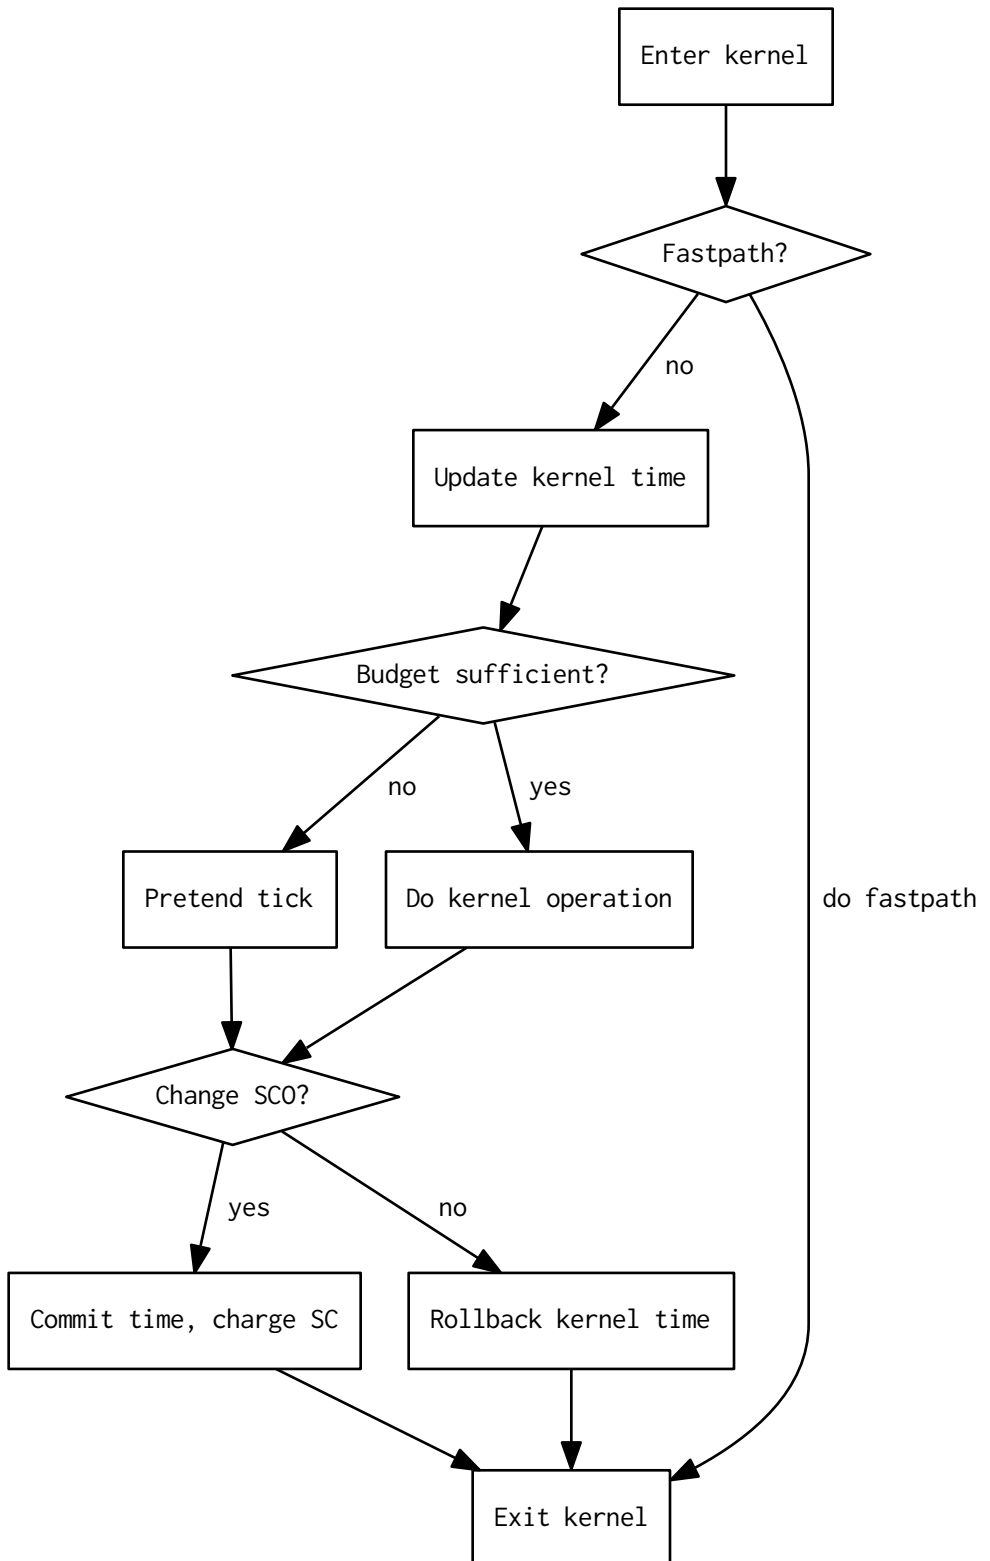 Enter kernel
Fastpath?
no
Update kernel time
Budget sufficient?
no
yes
Pretend tick
Do kernel operation
do fastpath
Change SCO?
yes
no
Commit time, charge SC
Rollback kernel time
Exit kernel